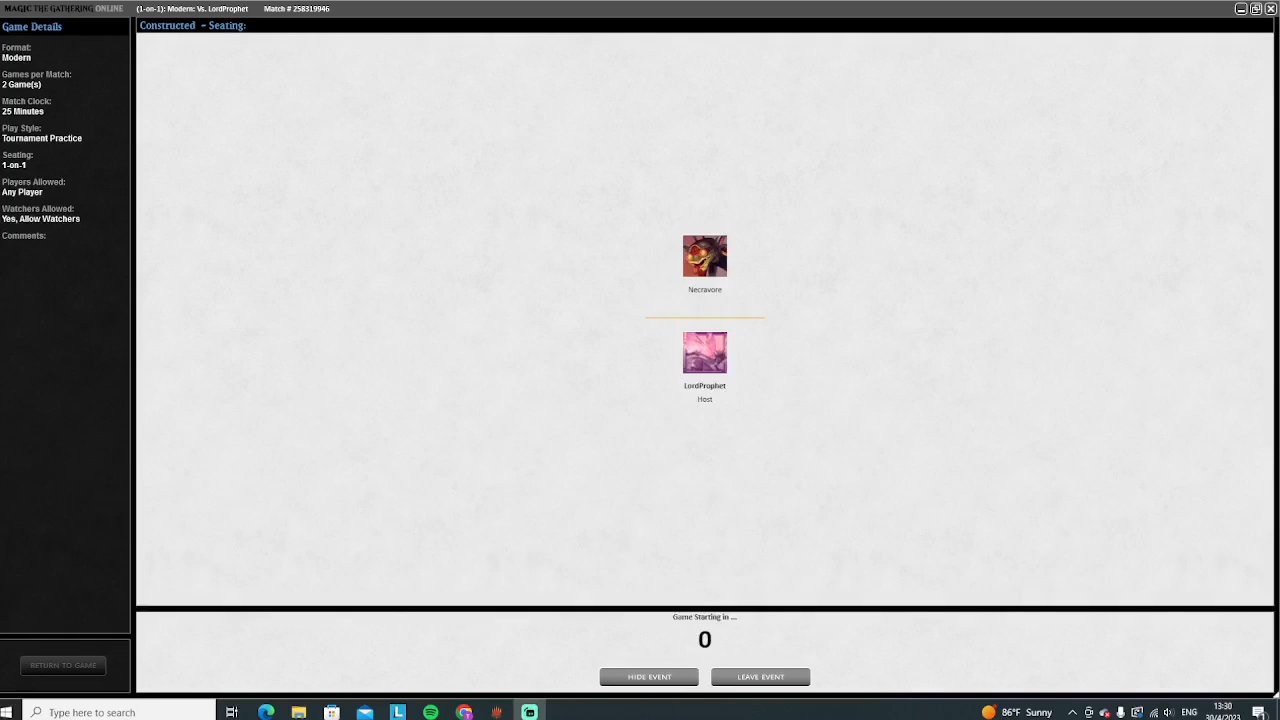 MAGIC THE GATHERING ONLINE
(1-on-1): Modern: Vs. LordProphet
Match # 258319946
Game Details
Format:
Modern
Games per Match:
2 Game(s)
Match Clock:
25 Minutes
Play Style:
Tournament Practice
Seating:
1-on-1
Players Allowed:
Any Player
Watchers Allowed:
Yes, Allow Watchers
Comments:
RETURN TO GAME
Constructed - Seating:
Necravore
LordProphet
Host
Game Starting in ...
0
HIDE EVENT
LEAVE EVENT
Type here to search
L
86°F Sunny
13:30
30/4/2023